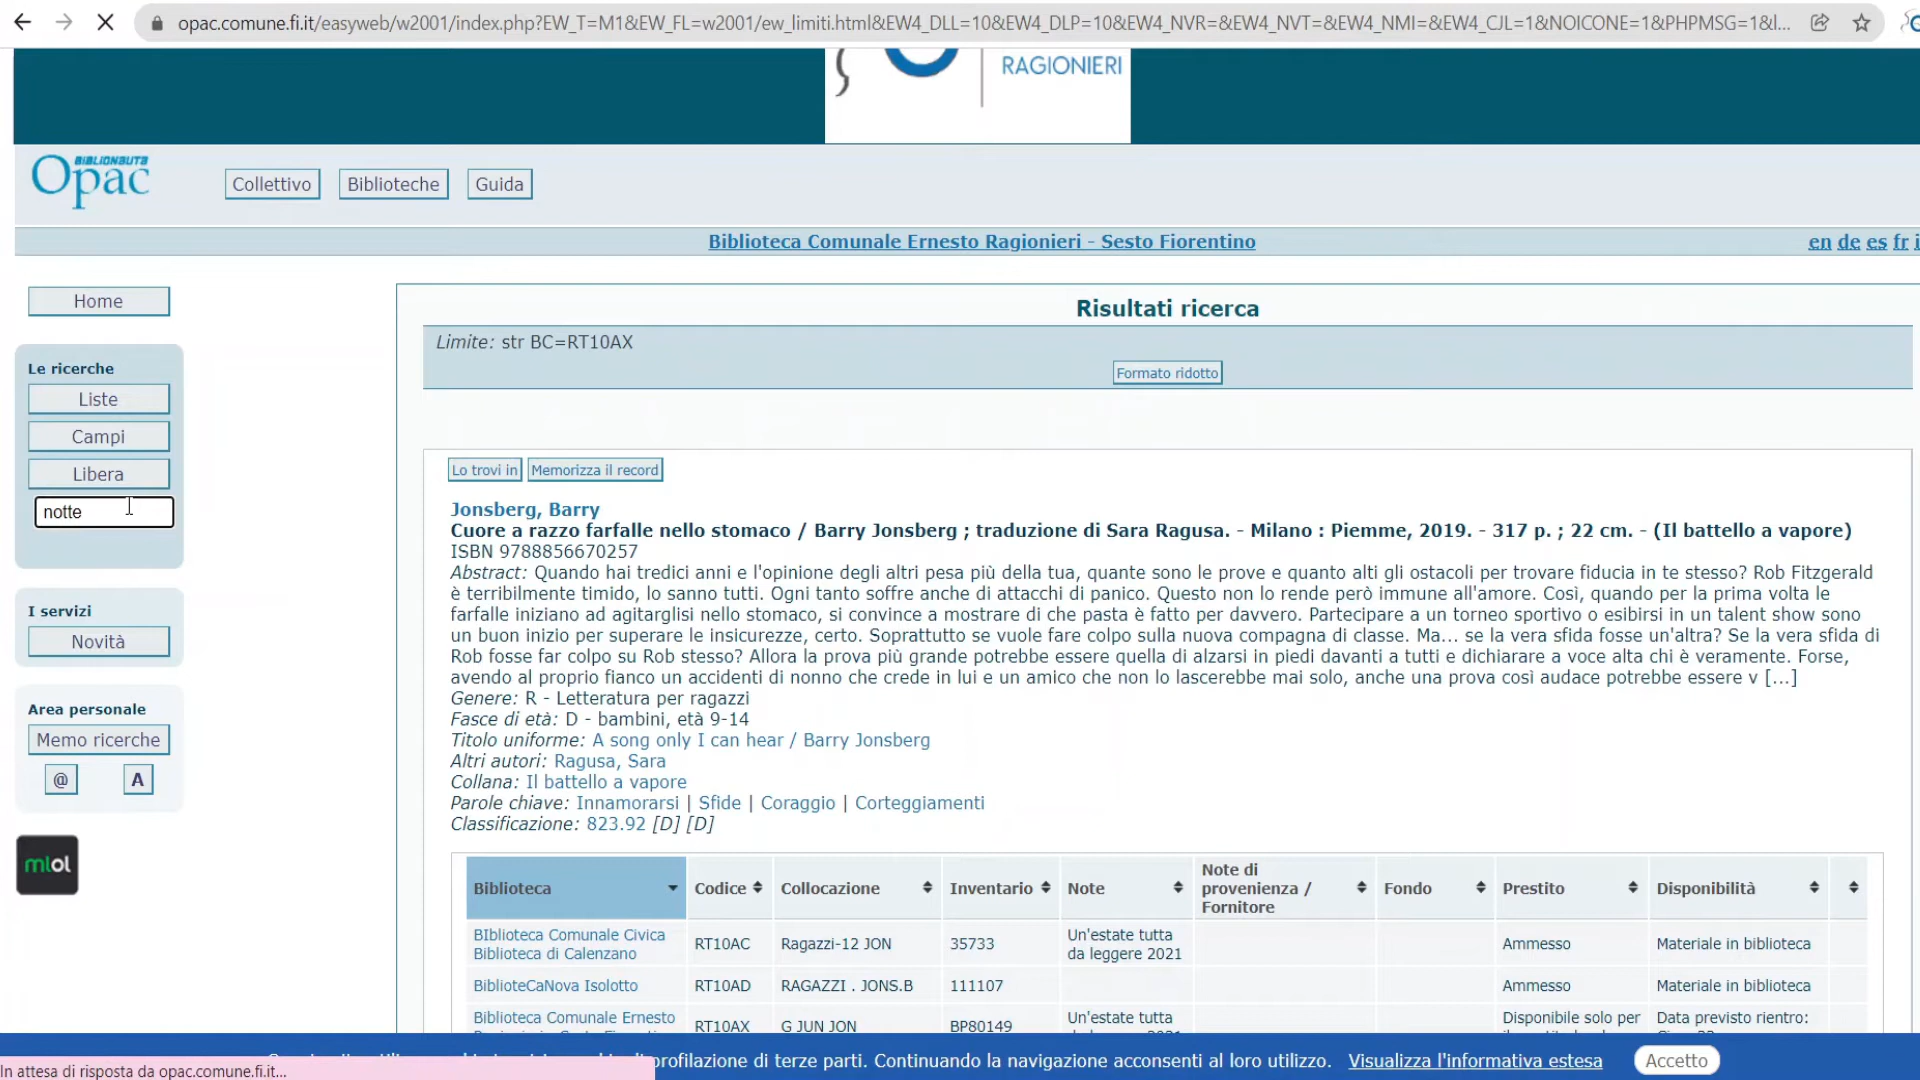 opac.comune.fi.it/easyweb/w2001/index.php?EW_T=M1&EW_FL=w2001/ew_limiti.html&EW4_DLL=10&EW4_DLP=10&EW4_NVR=&EW4_NVT=&EW4_NMI=&EW4_CJL=1&NOICONE=1&PHPMSG=1&l...
RAGIONIERI
BIBLIONAUTA
Opac
Collettivo Biblioteche Guida
Biblioteca Comunale Ernesto Ragionieri - Sesto Fiorentino
en de es fr
Home
Risultati ricerca
Limite: str BC=RT10AX
Formato ridotto
Le ricerche
Liste
Campi
Libera
notte
I servizi
Novità
Area personale
Memo ricerche
@ A
mlol
Lo trovi in Memorizza il record
Jonsberg, Barry
Cuore a razzo farfalle nello stomaco / Barry Jonsberg ; traduzione di Sara Ragusa. - Milano : Piemme, 2019. - 317 p. ; 22 cm. - (Il battello a vapore)
ISBN 9788856670257
Abstract: Quando hai tredici anni e l'opinione degli altri pesa più della tua, quante sono le prove e quanto alti gli ostacoli per trovare fiducia in te stesso? Rob Fitzgerald
è terribilmente timido, lo sanno tutti. Ogni tanto soffre anche di attacchi di panico. Questo non lo rende però immune all'amore. Così, quando per la prima volta le
farfalle iniziano ad agitarglisi nello stomaco, si convince a mostrare di che pasta è fatto per davvero. Partecipare a un torneo sportivo o esibirsi in un talent show sono
un buon inizio per superare le insicurezze, certo. Soprattutto se vuole fare colpo sulla nuova compagna di classe. Ma... se la vera sfida fosse un'altra? Se la vera sfida di
Rob fosse far colpo su Rob stesso? Allora la prova più grande potrebbe essere quella di alzarsi in piedi davanti a tutti e dichiarare a voce alta chi è veramente. Forse,
avendo al proprio fianco un accidenti di nonno che crede in lui e un amico che non lo lascerebbe mai solo, anche una prova così audace potrebbe essere v [...]
Genere: R - Letteratura per ragazzi
Fasce di età: D - bambini, età 9-14
Titolo uniforme: A song only I can hear / Barry Jonsberg
Altri autori: Ragusa, Sara
Collana: Il battello a vapore
Parole chiave: Innamorarsi | Sfide | Coraggio | Corteggiamenti
Classificazione: 823.92 [D] [D]
Biblioteca Codice Collocazione Inventario Note Note di provenienza / Fornitore Fondo Prestito Disponibilità
BIblioteca Comunale Civica Biblioteca di Calenzano RT10AC Ragazzi-12 JON 35733 Un'estate tutta da leggere 2021 Ammesso Materiale in biblioteca
BiblioteCaNova Isolotto RT10AD RAGAZZI . JONS.B 111107 Ammesso Materiale in biblioteca
Biblioteca Comunale Ernesto RT10AX G JUN JON BP80149 Un'estate tutta Disponibile solo per Data previsto rientro:
profilazione di terze parti. Continuando la navigazione acconsenti al loro utilizzo. Visualizza l'informativa estesa Accetto
In attesa di risposta da opac.comune.fi.it...